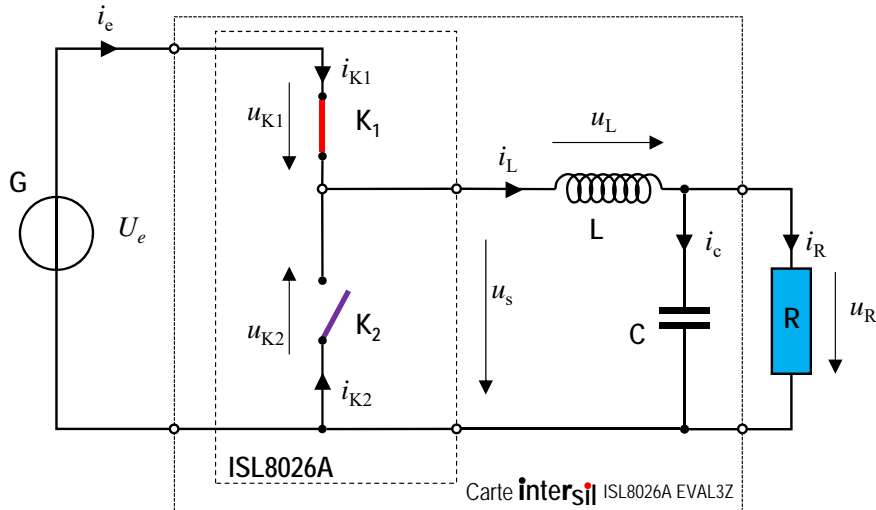 i_e
i_K1
u_K1
K_1
u_L
i_L
G
U_e
L
i_c
i_R
u_s
u_K2
K_2
C
R
u_R
i_K2
ISL8026A
Carte intersil ISL8026A EVAL3Z